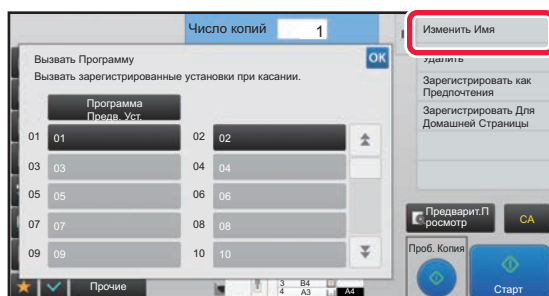 Число копий 1
Изменить Имя
Вызвать Программу
OK
Вызвать зарегистрированные установки при касании.
Удалить
Зарегистрировать как
Предпочтения
Зарегистрировать Для
Домашней Страницы
Программа
Предв. Уст.
01 01
02 02
03 03
04 04
05 05
06 06
07 07
08 08
09 09
10 10
Предварит.П
росмотр
CA
Проб. Копия
Старт
Прочие
3 B4
4 A3
A4